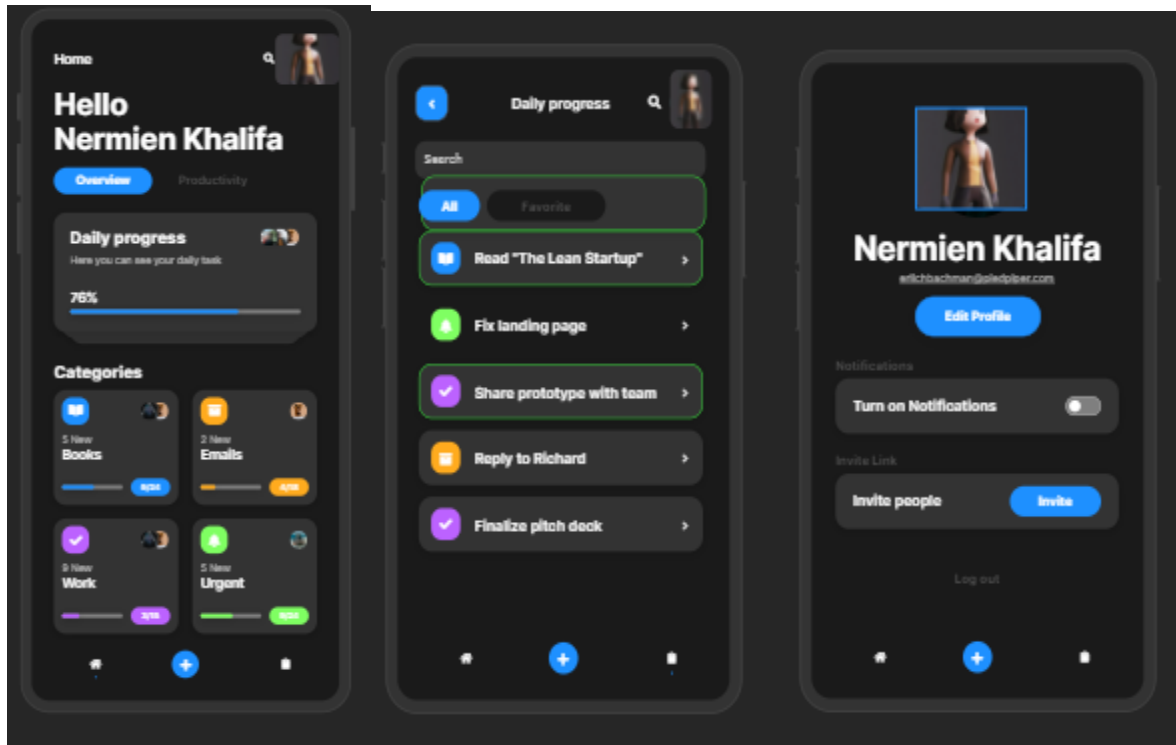 Home
Hello
Nermien Khalifa
Overview
Productivity
Daily progress
Here you can see your daily task
76%
Categories
5 New
Books
2 New
Emails
9 New
Work
5 New
Urgent
Daily progress
Search
All
Favorite
Read "The Lean Startup"
Fix landing page
Share prototype with team
Reply to Richard
Finalize pitch deck
Nermien Khalifa
erlichbachman@piedpiper.com
Edit Profile
Notifications
Turn on Notifications
Invite Link
Invite people
Invite
Log out